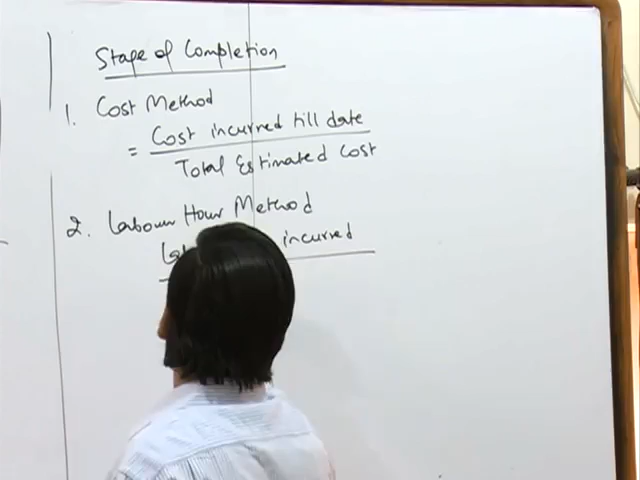 Stage of Completion
1. Cost Method
= Cost incurred till date
Total Estimated Cost
2. Labour Hour Method
incurred